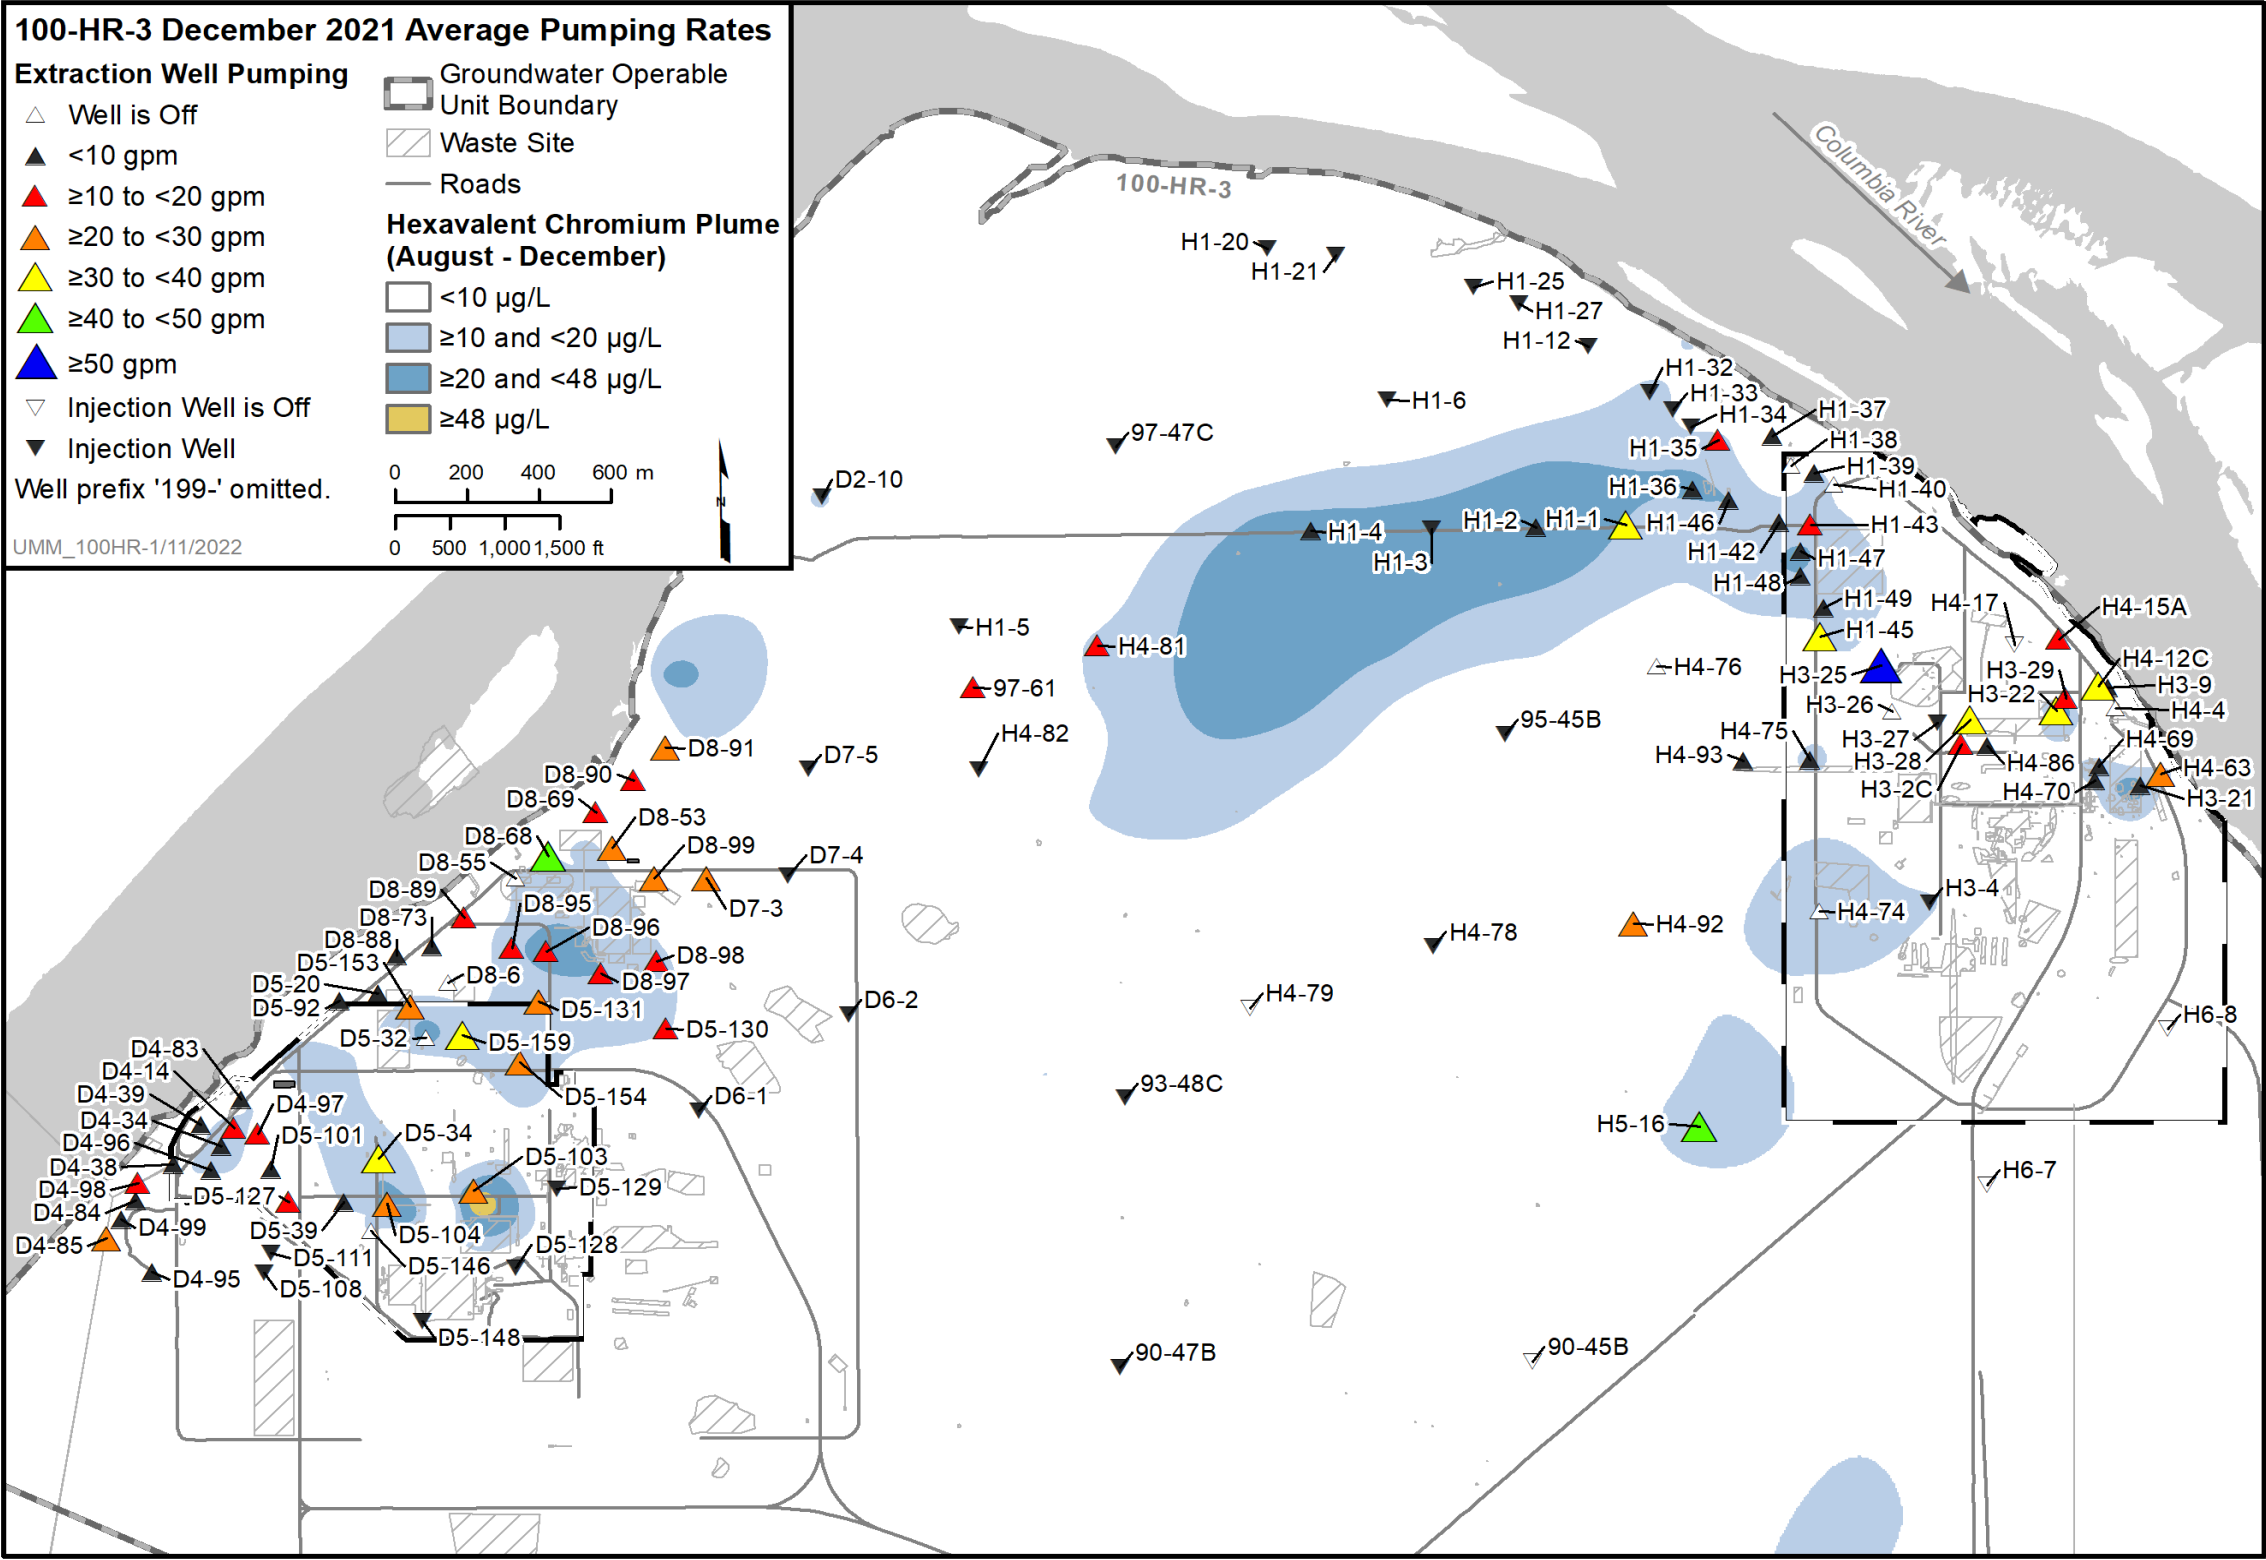 100-HR-3 December 2021 Average Pumping Rates
Extraction Well Pumping
Well is Off
<10 gpm
≥10 to <20 gpm
≥20 to <30 gpm
≥30 to <40 gpm
≥40 to <50 gpm
≥50 gpm
Injection Well is Off
Injection Well
Well prefix '199-' omitted.
UMM_100HR-1/11/2022
Groundwater Operable
Unit Boundary
Waste Site
Roads
Hexavalent Chromium Plume
(August - December)
<10 µg/L
≥10 and <20 µg/L
≥20 and <48 µg/L
≥48 µg/L
0 200 400 600 m
0 500 1,000 1,500 ft
N
100-HR-3
Columbia River
H1-20
H1-21
H1-25
H1-27
H1-12
H1-32
H1-33
H1-34
H1-35
H1-37
H1-38
H1-39
H1-40
H1-6
97-47C
D2-10
H1-36
H1-46
H1-43
H1-42
H1-47
H1-48
H1-49
H1-45
H1-4
H1-3
H1-2
H1-1
H4-17
H4-15A
H4-12C
H3-9
H4-4
H3-29
H3-22
H3-25
H3-26
H3-27
H3-28
H3-2C
H4-86
H4-69
H4-63
H4-70
H3-21
H4-76
H4-75
H4-93
H1-5
H4-81
97-61
H4-82
95-45B
D7-5
D8-91
D8-90
D8-69
D8-53
D8-68
D8-99
D8-55
D7-4
D7-3
D8-89
D8-95
D8-73
D8-96
D8-88
D5-153
D8-98
D8-6
D8-97
D5-20
D5-92
D5-131
D5-130
D5-32
D5-159
D5-154
D6-2
D6-1
H4-78
H4-92
H4-79
H3-4
H4-74
H6-8
93-48C
H5-16
H6-7
D4-83
D4-14
D4-39
D4-97
D4-34
D5-101
D4-96
D5-34
D4-38
D5-103
D4-98
D5-127
D5-129
D4-84
D4-99
D5-39
D5-104
D4-85
D5-111
D5-146
D5-128
D4-95
D5-108
D5-148
90-47B
90-45B